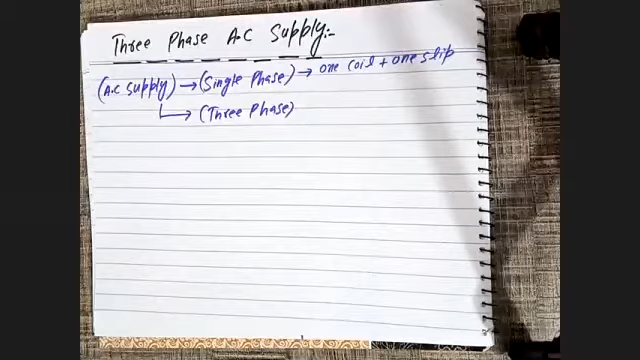 Three Phase A.C Supply:-
(A.C Supply) → (Single Phase) → one coil + one slip
↳ (Three Phase)